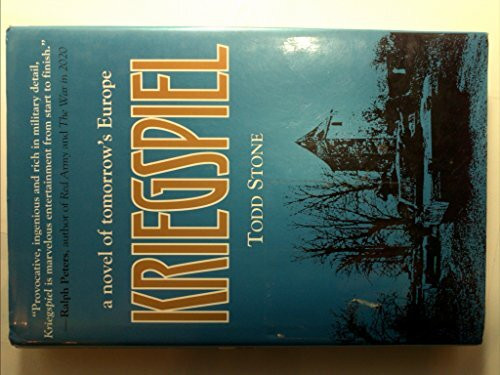 “Provocative, ingenious and rich in military detail,
Kriegspiel is marvelous entertainment from start to finish.”
—Ralph Peters, author of Red Army and The War in 2020
a novel of tomorrow's Europe
KRIEGSPIEL
TODD STONE